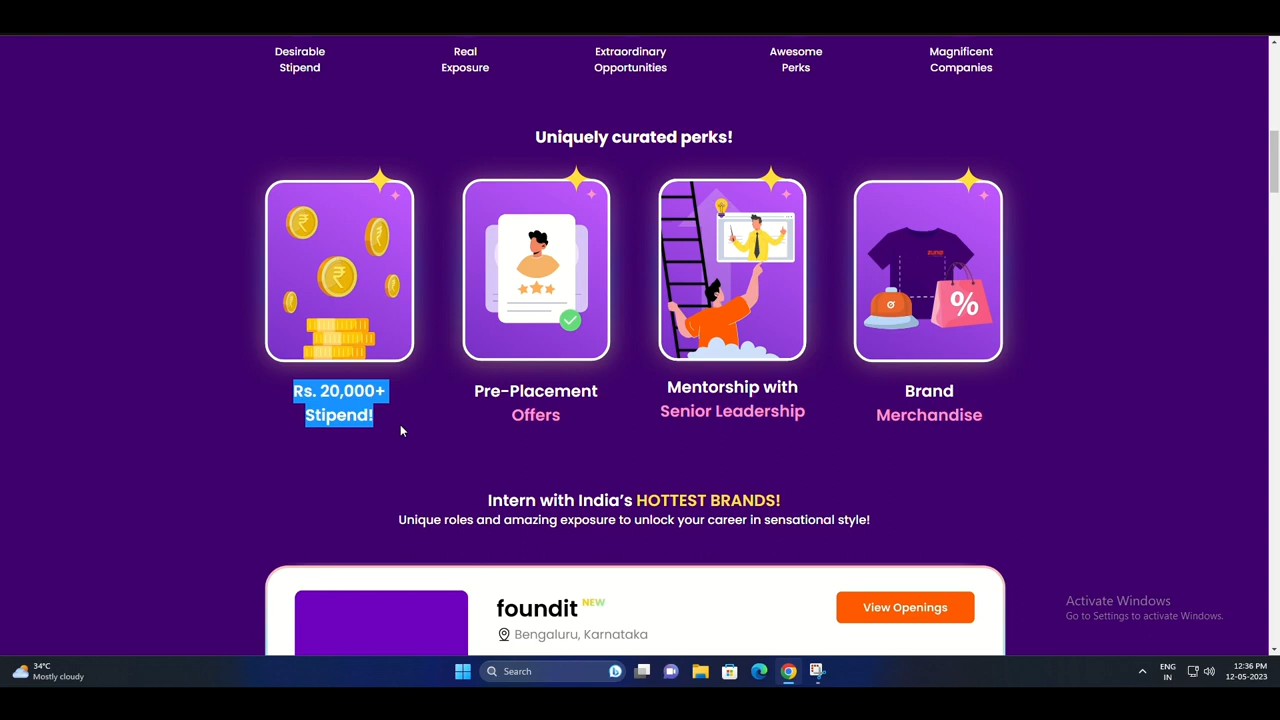 Desirable
Stipend
Real
Exposure
Extraordinary
Opportunities
Awesome
Perks
Magnificent
Companies
Uniquely curated perks!
₹
₹
₹
%
Rs. 20,000+
Stipend!
Pre-Placement
Offers
Mentorship with
Senior Leadership
Brand
Merchandise
Intern with India's HOTTEST BRANDS!
Unique roles and amazing exposure to unlock your career in sensational style!
foundit NEW
Bengaluru, Karnataka
View Openings
Activate Windows
Go to Settings to activate Windows.
34°C
Mostly cloudy
Search
ENG
IN
12:36 PM
12-05-2023